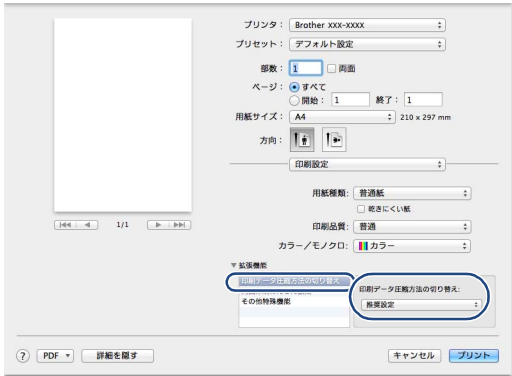 プリンタ： Brother XXX-XXXX
プリセット： デフォルト設定
部数： 1 両面
ページ： すべて
開始： 1 終了： 1
用紙サイズ： A4 210 x 297 mm
方向：
印刷設定
用紙種類: 普通紙
乾きにくい紙
1/1
印刷品質: 普通
カラー／モノクロ: カラー
拡張機能
印刷データ圧縮方法の切り替え
印刷データ圧縮方法の切り替え:
推奨設定
その他特殊機能
? PDF 詳細を隠す キャンセル プリント